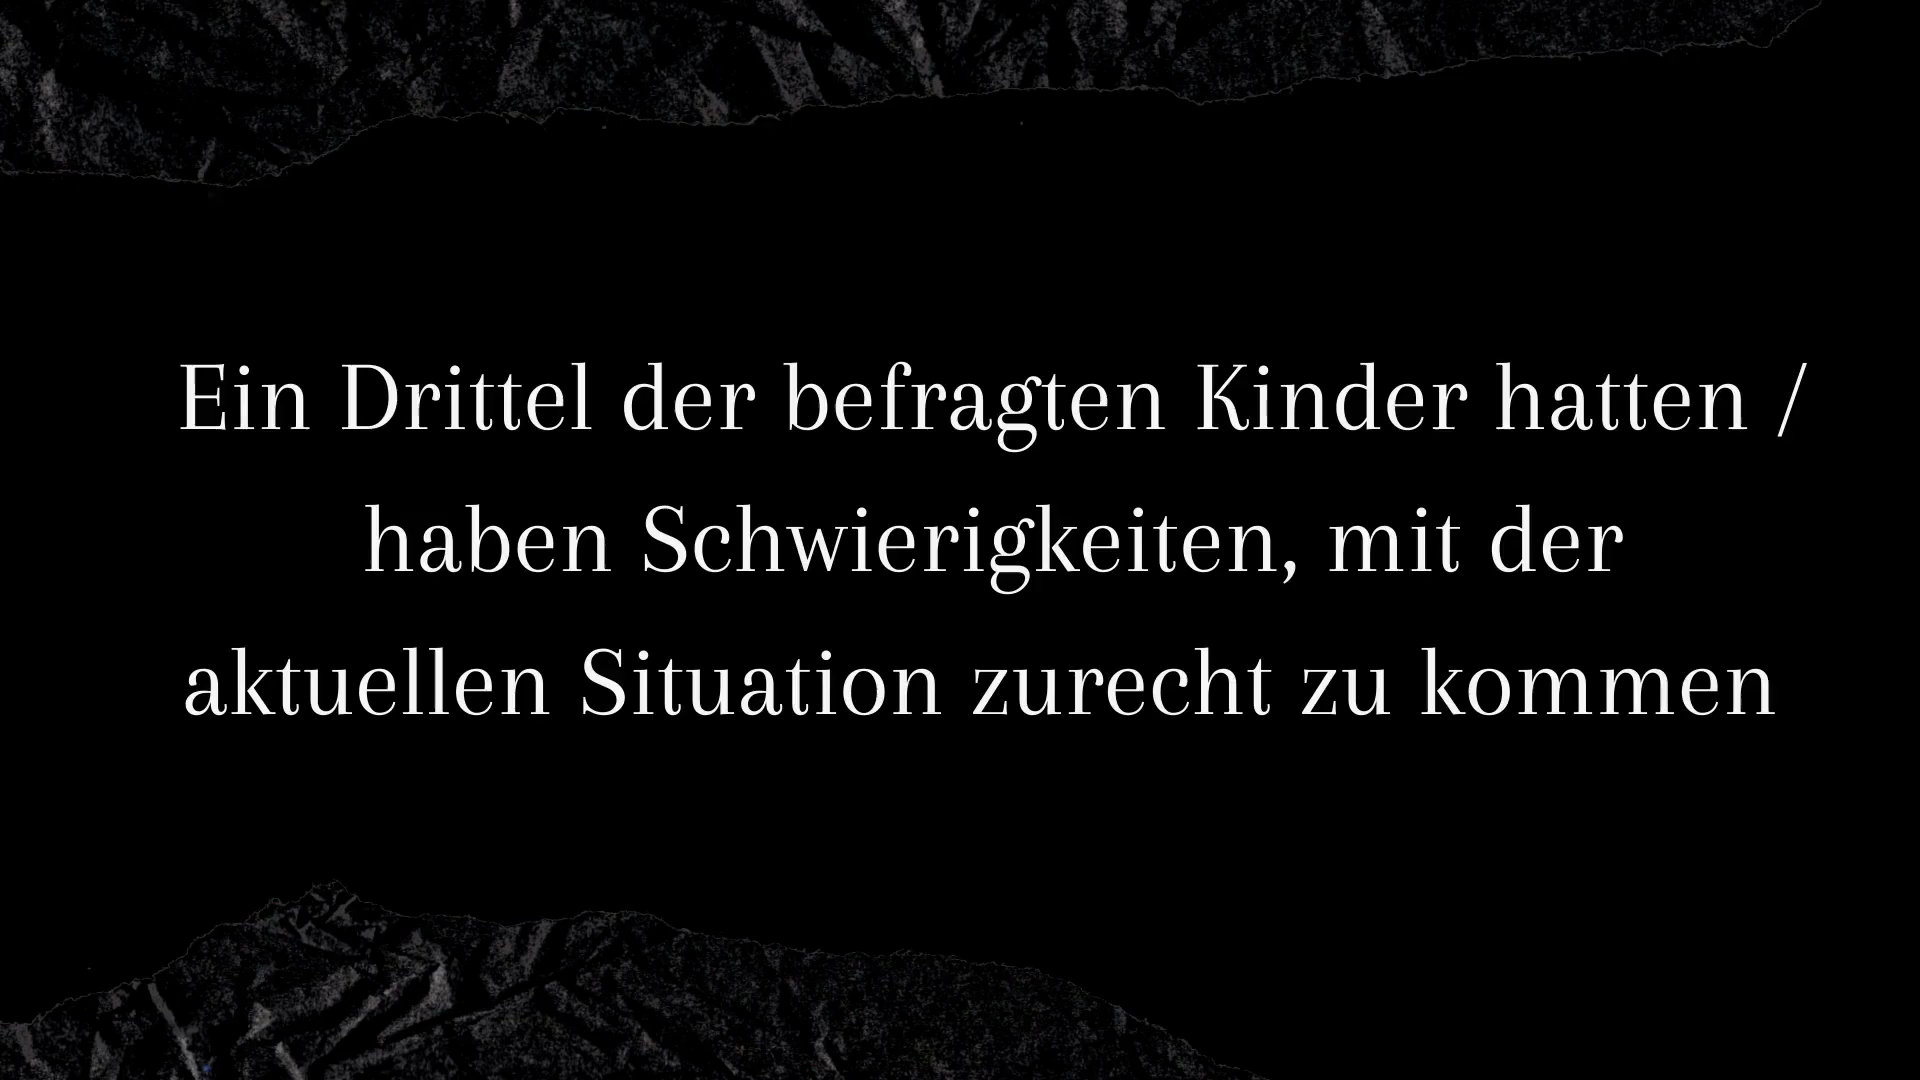 Ein Drittel der befragten Kinder hatten /
haben Schwierigkeiten, mit der
aktuellen Situation zurecht zu kommen